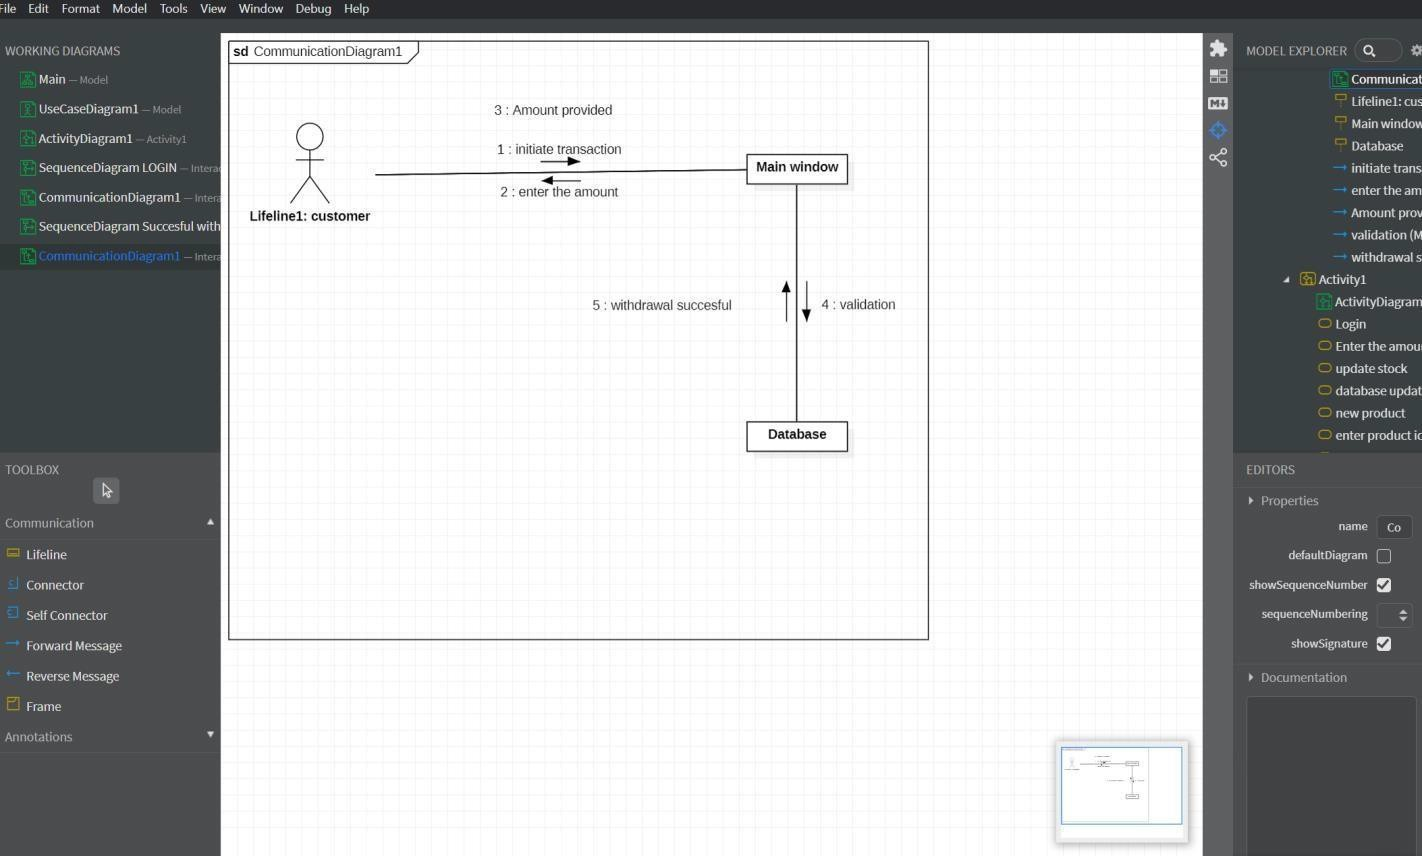 File Edit Format Model Tools View Window Debug Help
WORKING DIAGRAMS
Main — Model
UseCaseDiagram1 — Model
ActivityDiagram1 — Activity1
SequenceDiagram LOGIN — Interac
CommunicationDiagram1 — Intera
SequenceDiagram Succesful with
CommunicationDiagram1 — Intera
TOOLBOX
Communication
Lifeline
Connector
Self Connector
Forward Message
Reverse Message
Frame
Annotations
sd CommunicationDiagram1
3 : Amount provided
1 : initiate transaction
2 : enter the amount
Lifeline1: customer
Main window
5 : withdrawal succesful
4 : validation
Database
MODEL EXPLORER
Communicat
Lifeline1: cus
Main window
Database
initiate trans
enter the am
Amount prov
validation (M
withdrawal s
Activity1
ActivityDiagram
Login
Enter the amou
update stock
database updat
new product
enter product id
EDITORS
Properties
name Co
defaultDiagram
showSequenceNumber
sequenceNumbering
showSignature
Documentation